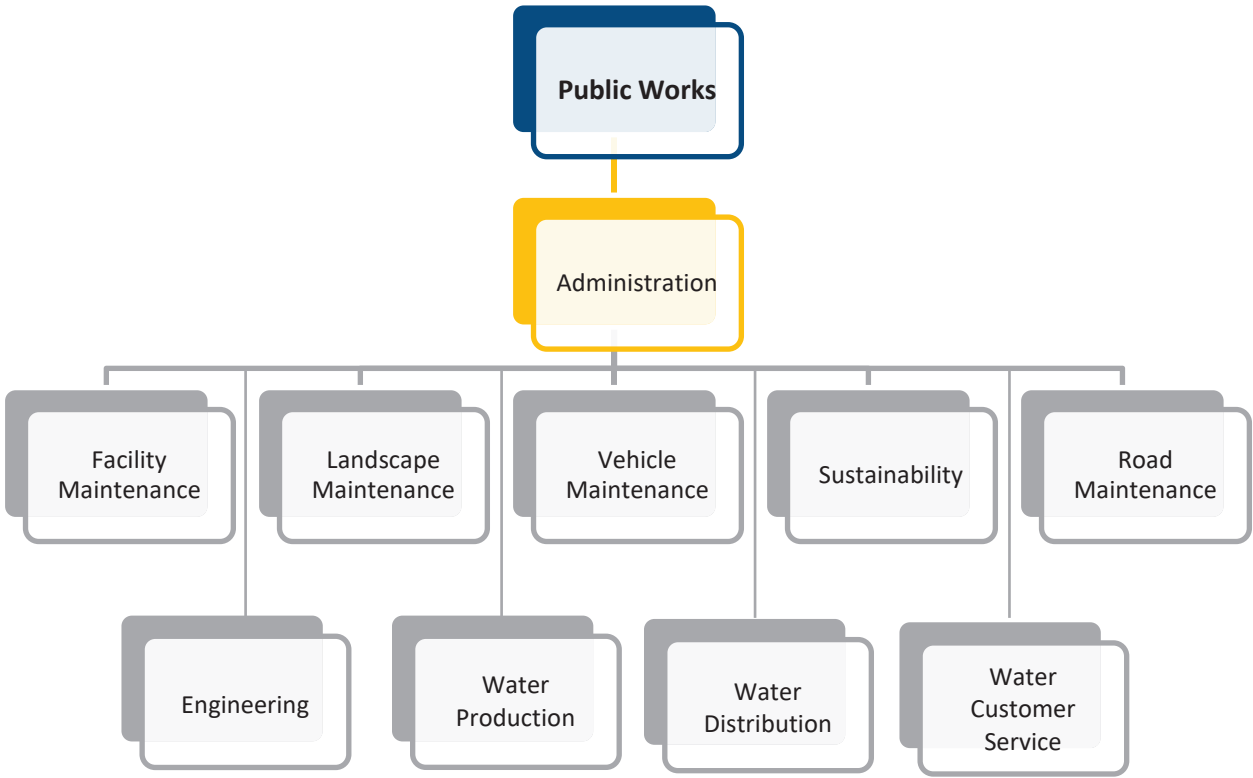 Public Works
Administration
Facility
Maintenance
Landscape
Maintenance
Vehicle
Maintenance
Sustainability
Road
Maintenance
Engineering
Water
Production
Water
Distribution
Water
Customer
Service